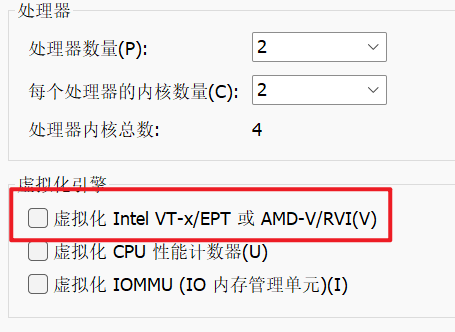 处理器
处理器数量(P): 2
每个处理器的内核数量(C): 2
处理器内核总数: 4
虚拟化引擎
虚拟化 Intel VT-x/EPT 或 AMD-V/RVI(V)
虚拟化 CPU 性能计数器(U)
虚拟化 IOMMU (IO 内存管理单元)(I)